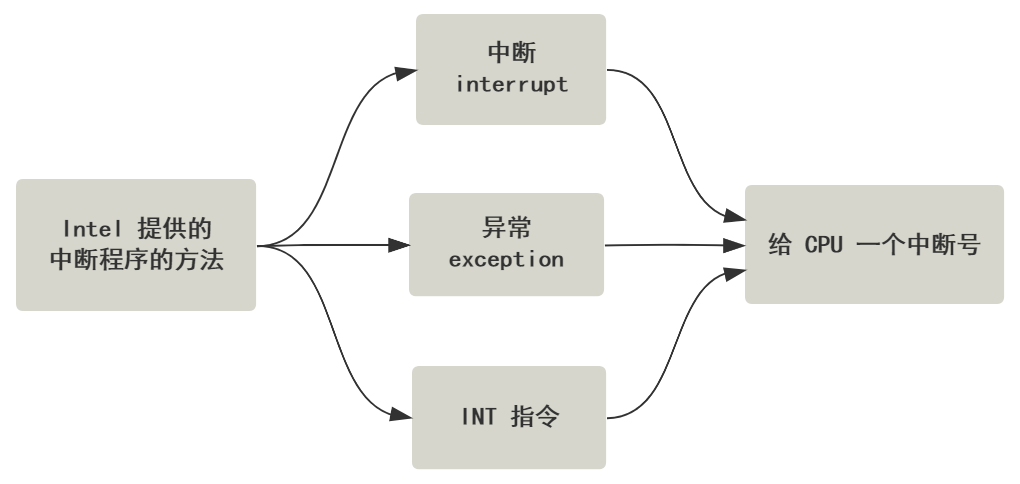 Intel 提供的
中断程序的方法
中断
interrupt
异常
exception
INT 指令
给 CPU 一个中断号